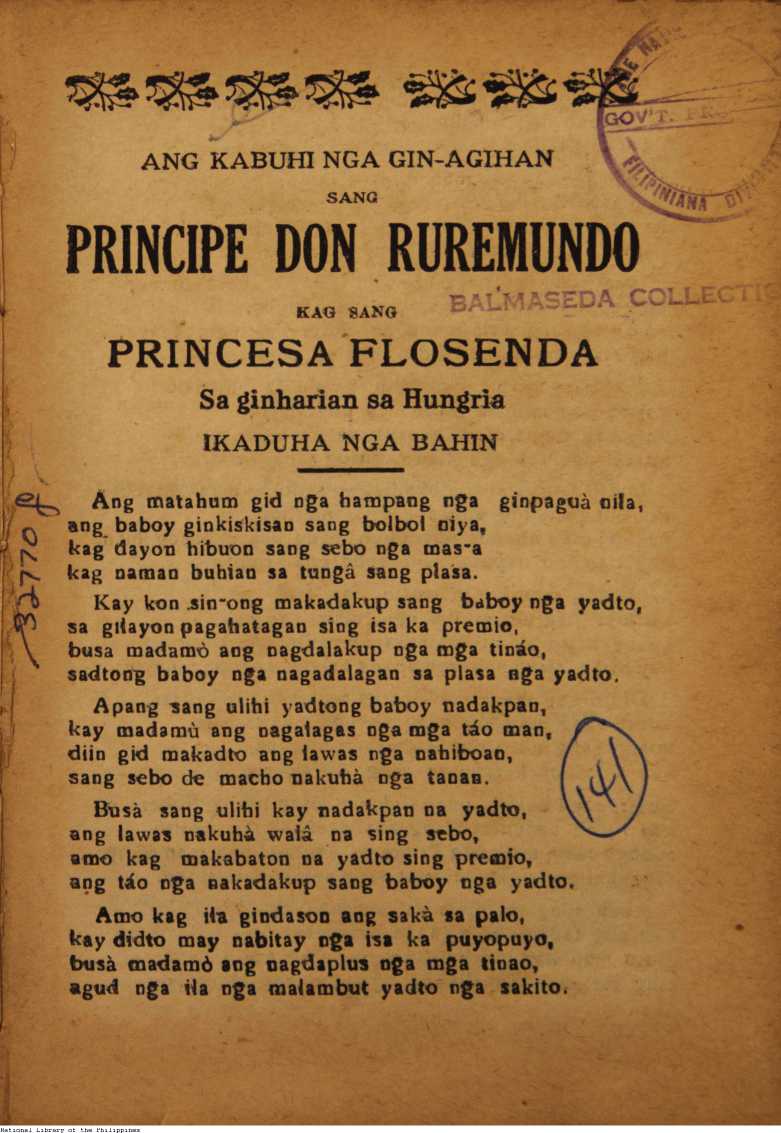 ANG KABUHI NGA GIN-AGIHAN
SANG
PRINCIPE DON RUREMUNDO
KAG SANG
PRINCESA FLOSENDA
Sa ginharian sa Hungria
IKADUHA NGA BAHIN
GOV'T.
FILIPINIANA
BALMASEDA COLLECTIO
32770
141
Ang matahum gid nga hampang nga ginpaguà nila,
ang baboy ginkiskisan sang bolbol niya,
kag dayon hibuon sang sebo nga
kag naman buhian sa tungâ sang plasa.
Kay kon sin-ong makadakup sang baboy nga yadto,
sa gilayon pagahatagan sing isa ka premio,
busa madamò ang nagdalakup nga mga tináo,
sadtong baboy nga nagadalagan sa plasa nga yadto.
Apang sang ulihi yadtong baboy nadakpan,
kay madamù ang nagalagas nga mga táo man,
diin gid makadto ang lawas nga nahiboan,
sang sebo de macho nakuhà nga tanan.
Busà sang ulihi kay nadakpan na yadto,
ang lawas nakuhà walâ na sing sebo,
amo kag makabaton na yadto sing premio,
ang táo nga nakadakup sang baboy nga yadto.
Amo kag ila gindason ang sakà sa palo,
kay didto may nabitay nga isa ka puyopuyo,
busà madamò ang nagdaplus nga mga tinao,
agud nga ila nga malambut yadto nga sakito.
National Library of the Philippines